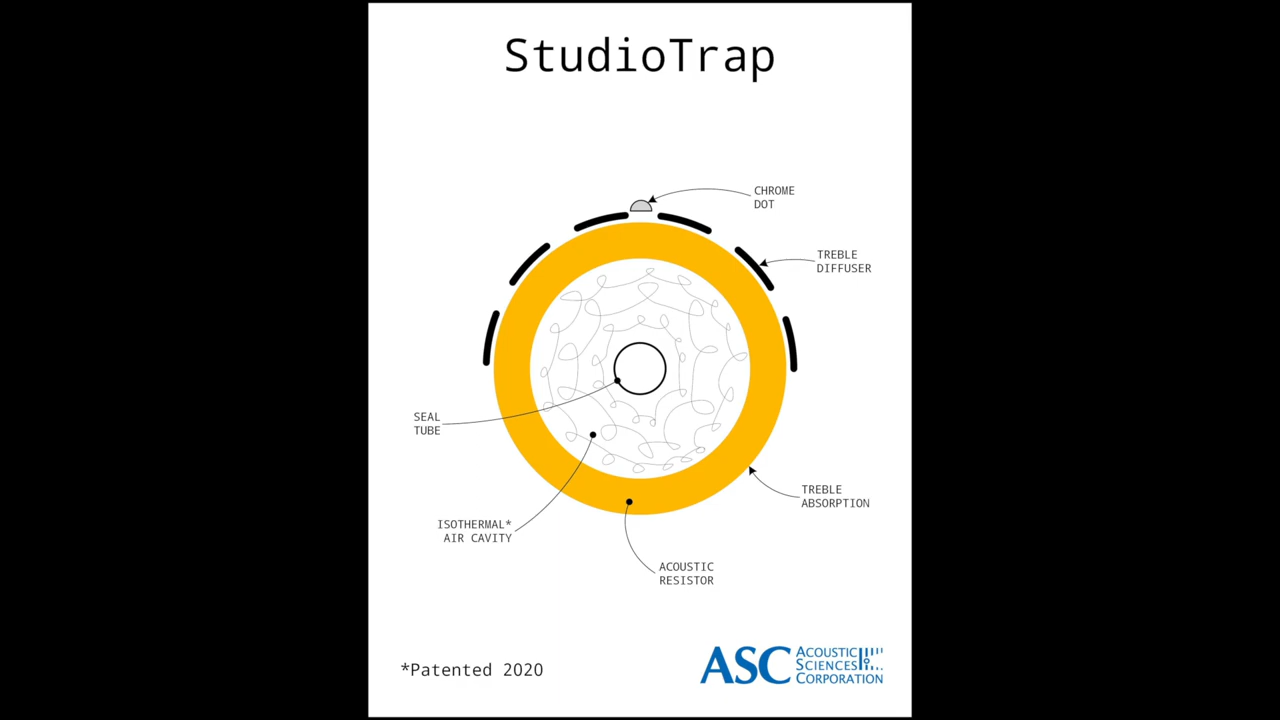 StudioTrap
CHROME
DOT
TREBLE
DIFFUSER
SEAL
TUBE
TREBLE
ABSORPTION
ISOTHERMAL*
AIR CAVITY
ACOUSTIC
RESISTOR
*Patented 2020
ASC
ACOUSTIC
SCIENCES
CORPORATION